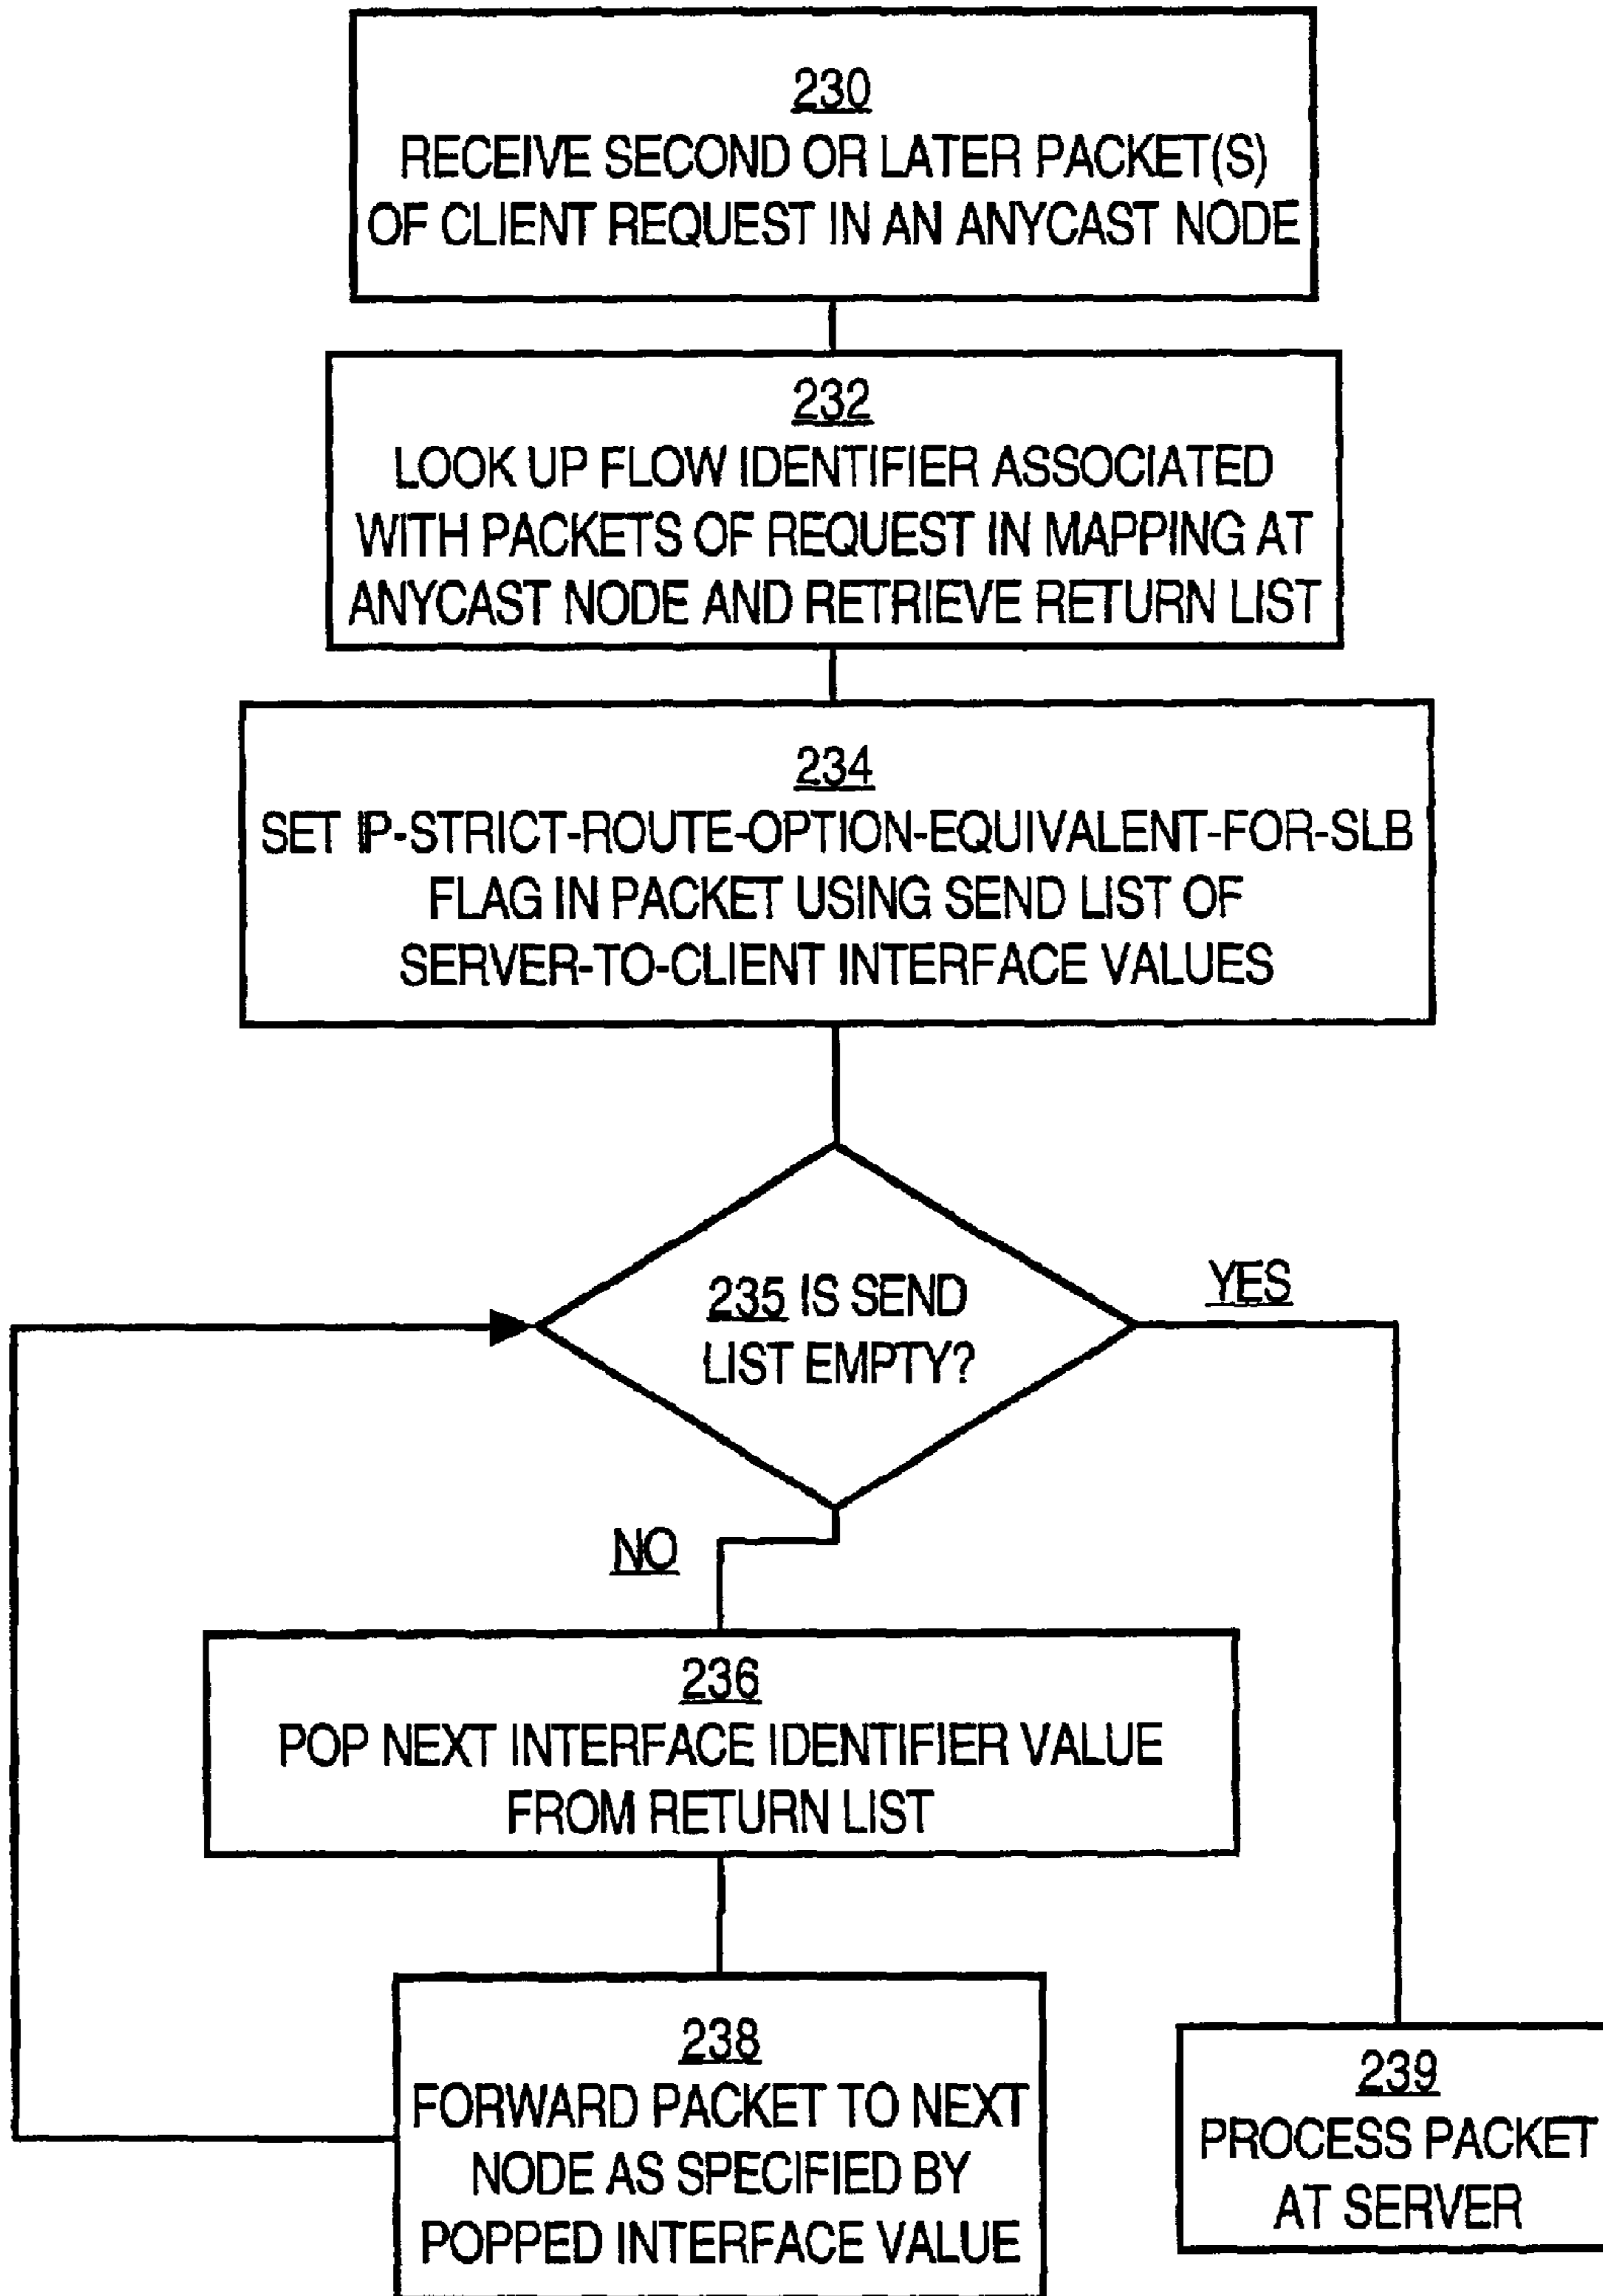 230
RECEIVE SECOND OR LATER PACKET(S)
OF CLIENT REQUEST IN AN ANYCAST NODE
232
LOOK UP FLOW IDENTIFIER ASSOCIATED
WITH PACKETS OF REQUEST IN MAPPING AT
ANYCAST NODE AND RETRIEVE RETURN LIST
234
SET IP-STRICT-ROUTE-OPTION-EQUIVALENT-FOR-SLB
FLAG IN PACKET USING SEND LIST OF
SERVER-TO-CLIENT INTERFACE VALUES
235 IS SEND
LIST EMPTY?
YES
NO
236
POP NEXT INTERFACE IDENTIFIER VALUE
FROM RETURN LIST
238
FORWARD PACKET TO NEXT
NODE AS SPECIFIED BY
POPPED INTERFACE VALUE
239
PROCESS PACKET
AT SERVER